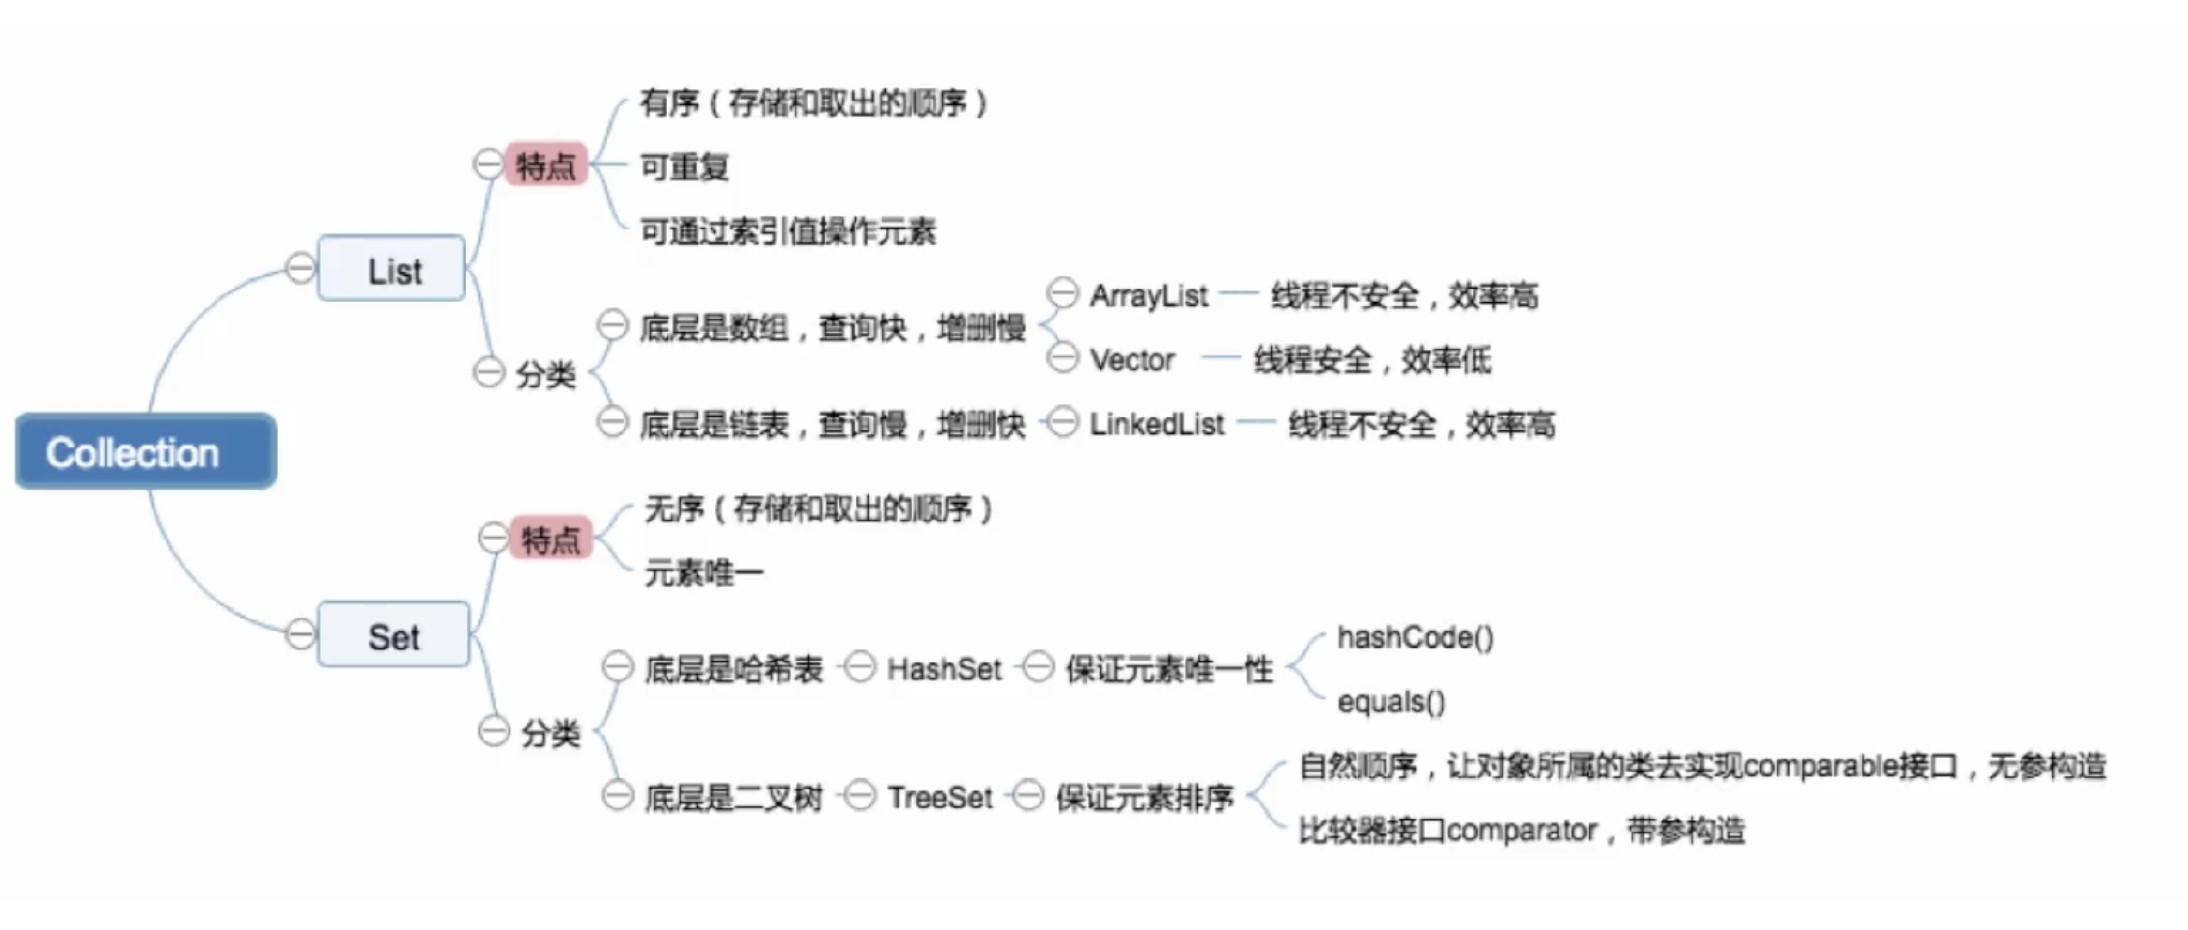 有序（存储和取出的顺序）
特点
可重复
可通过索引值操作元素
List
ArrayList
线程不安全，效率高
底层是数组，查询快，增删慢
Vector
线程安全，效率低
分类
底层是链表，查询慢，增删快
LinkedList
线程不安全，效率高
Collection
无序（存储和取出的顺序）
特点
元素唯一
Set
hashCode()
底层是哈希表
HashSet
保证元素唯一性
equals()
分类
自然顺序，让对象所属的类去实现comparable接口，无参构造
底层是二叉树
TreeSet
保证元素排序
比较器接口comparator，带参构造